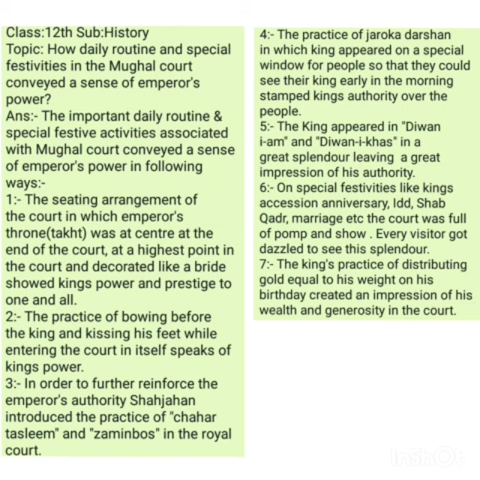 Class:12th Sub:History
Topic: How daily routine and special
festivities in the Mughal court
conveyed a sense of emperor's
power?
Ans:- The important daily routine &
special festive activities associated
with Mughal court conveyed a sense
of emperor's power in following
ways:-
1:- The seating arrangement of
the court in which emperor's
throne(takht) was at centre at the
end of the court, at a highest point in
the court and decorated like a bride
showed kings power and prestige to
one and all.
2:- The practice of bowing before
the king and kissing his feet while
entering the court in itself speaks of
kings power.
3:- In order to further reinforce the
emperor's authority Shahjahan
introduced the practice of "chahar
tasleem" and "zaminbos" in the royal
court.
4:- The practice of jaroka darshan
in which king appeared on a special
window for people so that they could
see their king early in the morning
stamped kings authority over the
people.
5:- The King appeared in "Diwan
i-am" and "Diwan-i-khas" in a
great splendour leaving a great
impression of his authority.
6:- On special festivities like kings
accession anniversary, Idd, Shab
Qadr, marriage etc the court was full
of pomp and show . Every visitor got
dazzled to see this splendour.
7:- The king's practice of distributing
gold equal to his weight on his
birthday created an impression of his
wealth and generosity in the court.
InShOt